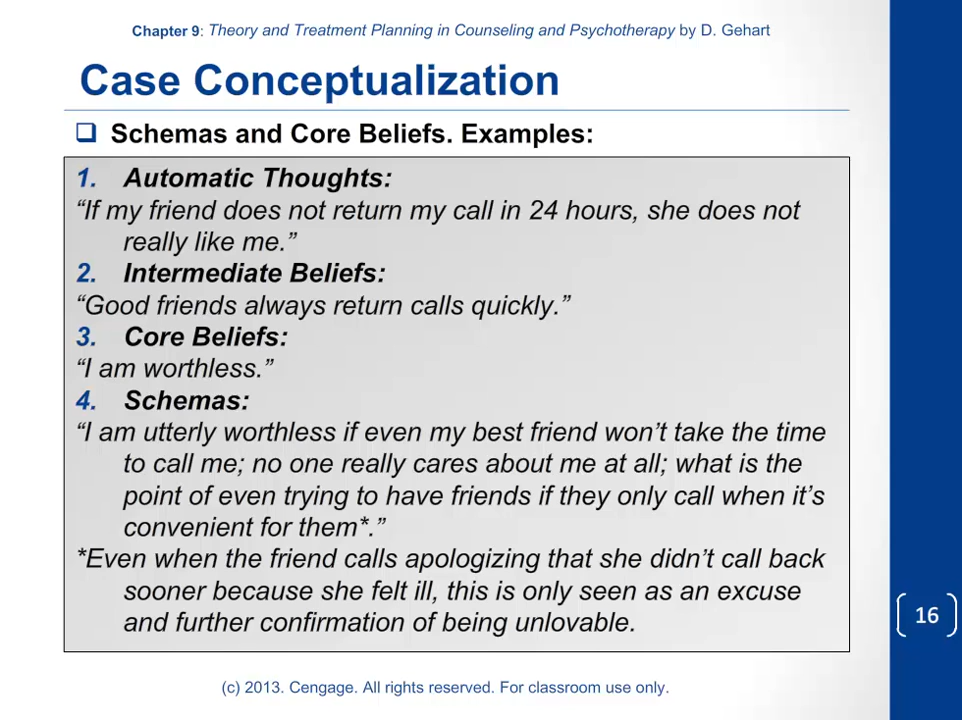 Chapter 9: Theory and Treatment Planning in Counseling and Psychotherapy by D. Gehart
Case Conceptualization
❑ Schemas and Core Beliefs. Examples:
1. Automatic Thoughts:
“If my friend does not return my call in 24 hours, she does not
really like me.”
2. Intermediate Beliefs:
“Good friends always return calls quickly.”
3. Core Beliefs:
“I am worthless.”
4. Schemas:
“I am utterly worthless if even my best friend won’t take the time
to call me; no one really cares about me at all; what is the
point of even trying to have friends if they only call when it’s
convenient for them*.”
*Even when the friend calls apologizing that she didn’t call back
sooner because she felt ill, this is only seen as an excuse
and further confirmation of being unlovable.
16
(c) 2013. Cengage. All rights reserved. For classroom use only.